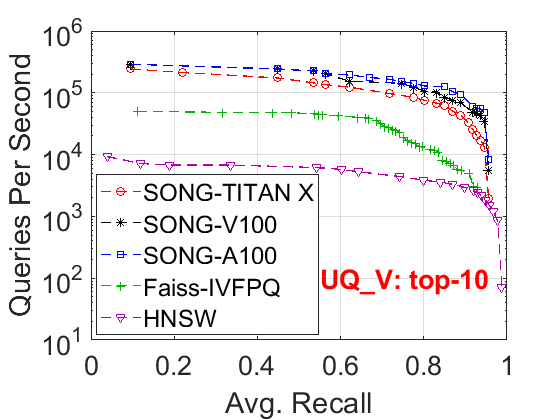 10^6
10^5
10^4
10^3
10^2
10^1
Queries Per Second
SONG-TITAN X
SONG-V100
SONG-A100
Faiss-IVFPQ
HNSW
UQ_V: top-10
0 0.2 0.4 0.6 0.8 1
Avg. Recall